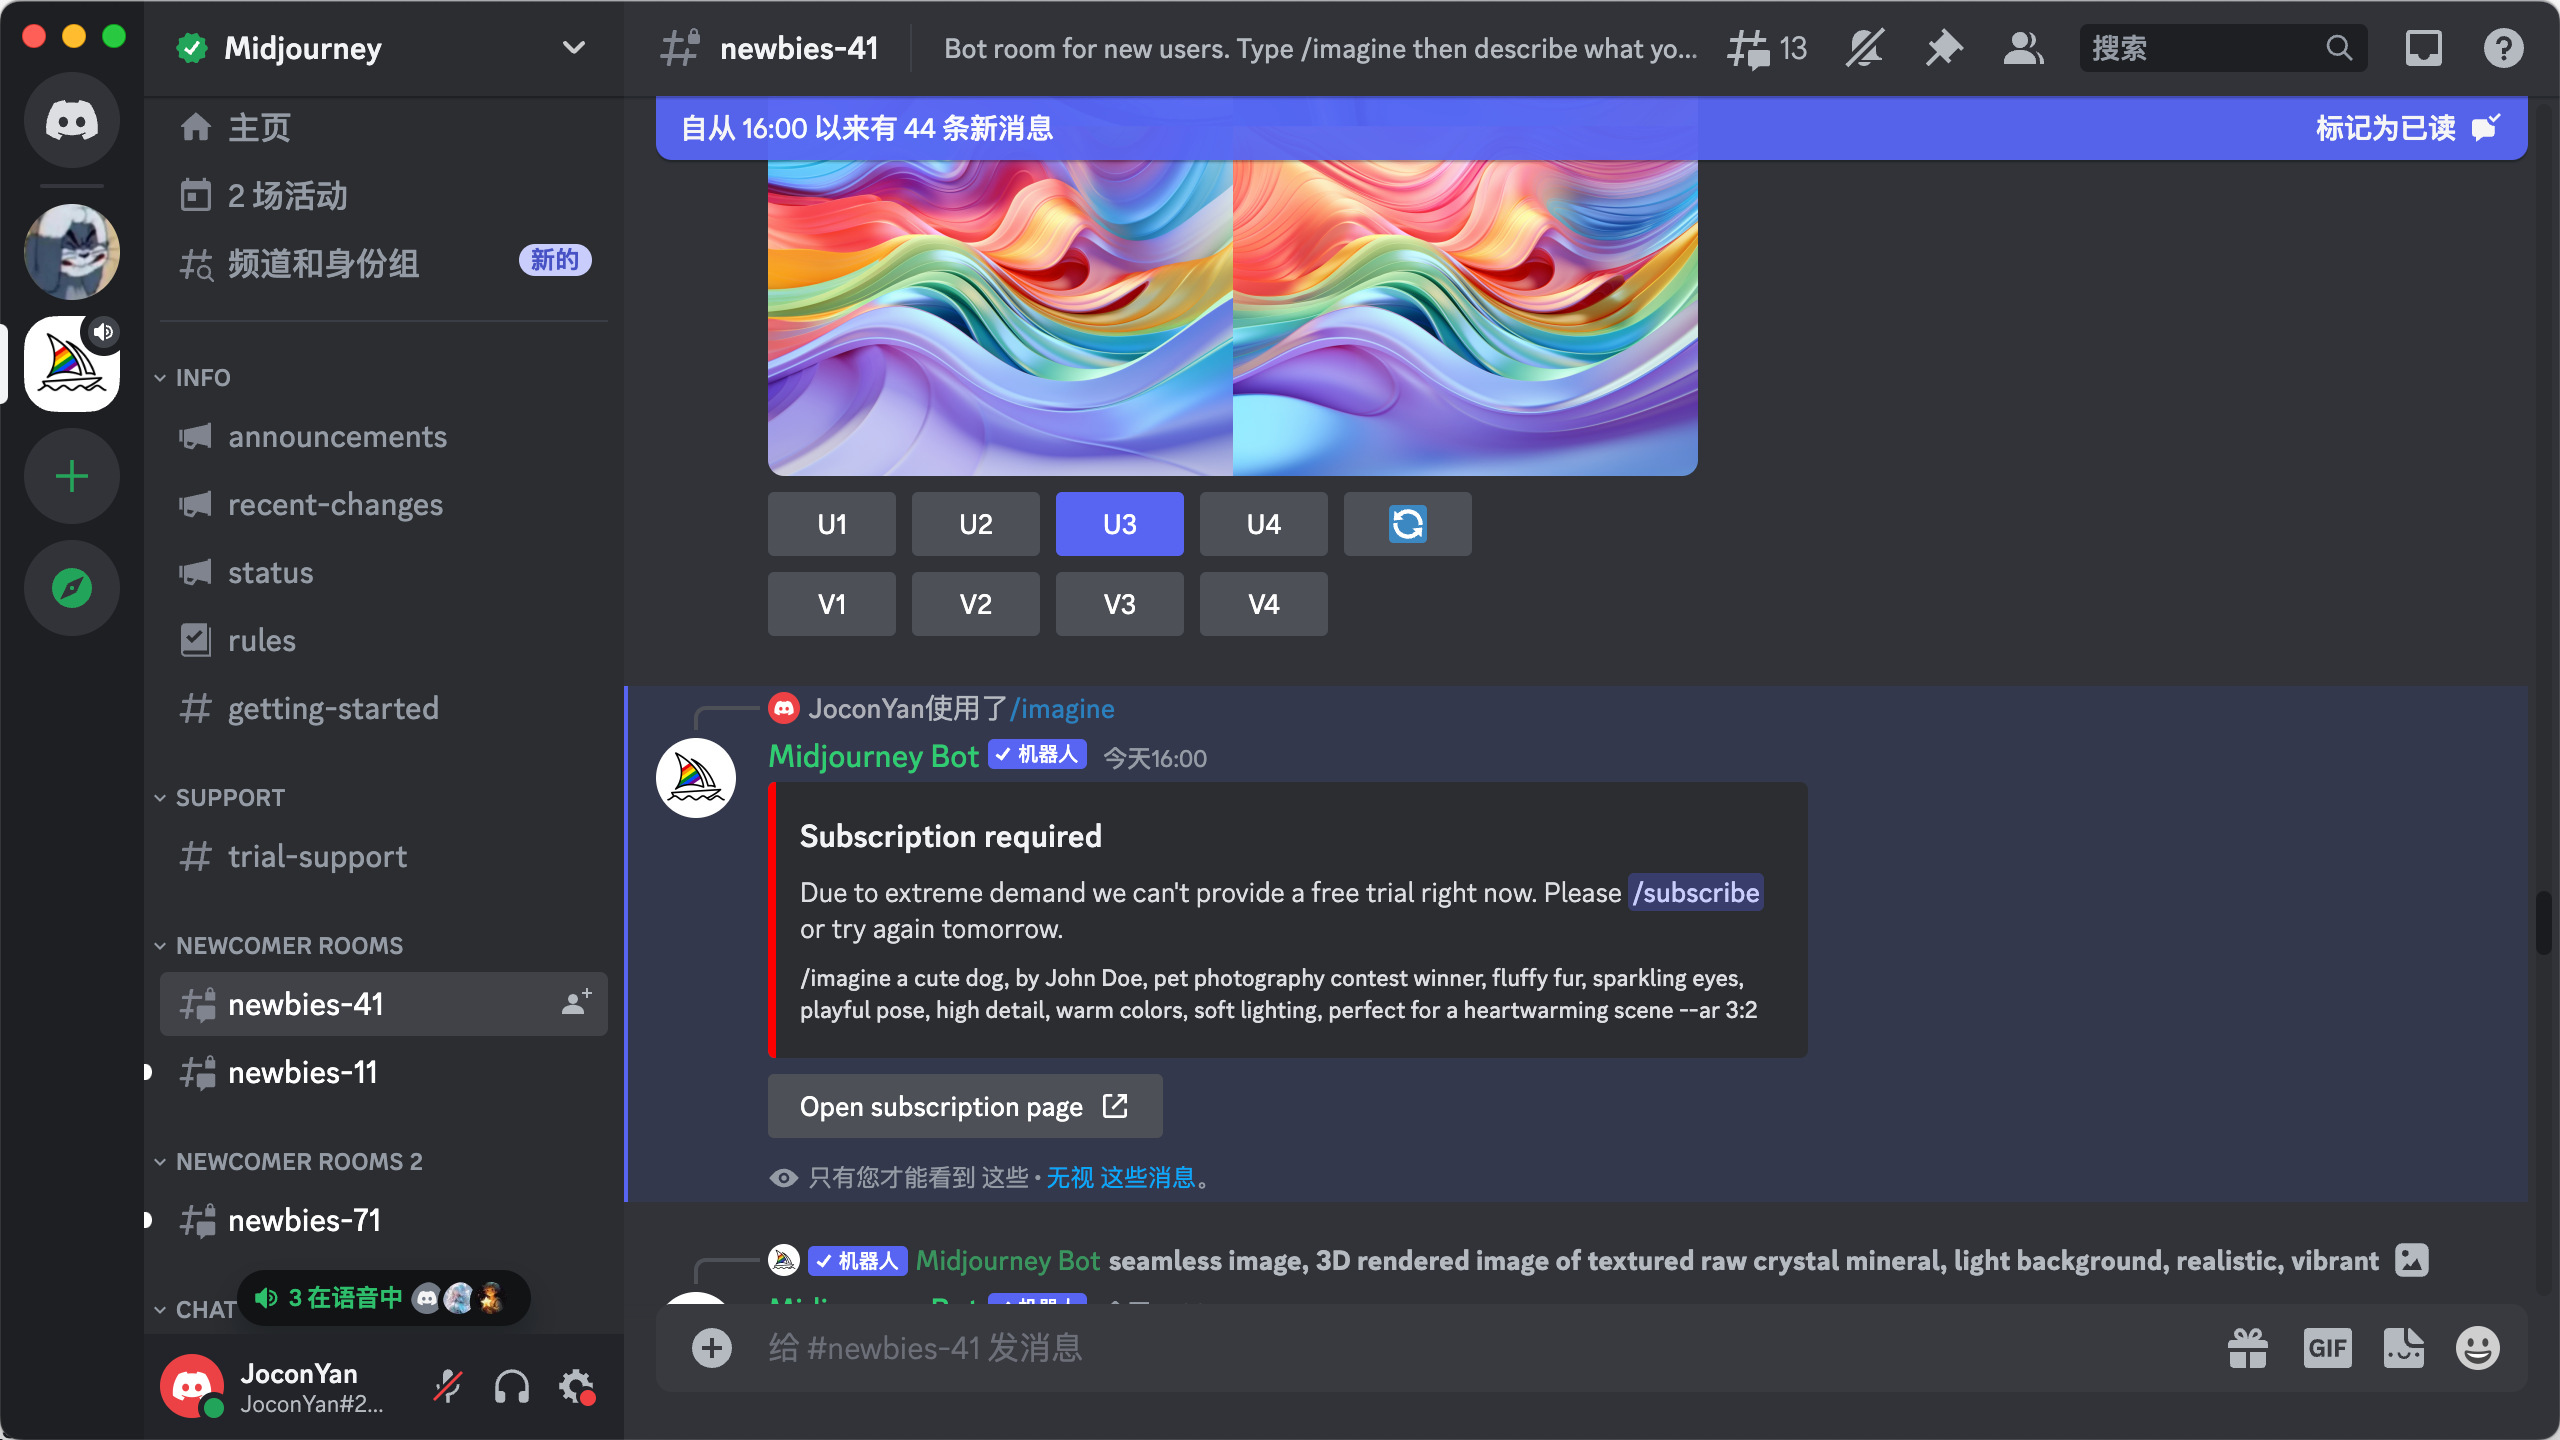 Midjourney
主页
2 场活动
频道和身份组
新的
INFO
announcements
recent-changes
status
rules
getting-started
SUPPORT
trial-support
NEWCOMER ROOMS
newbies-41
newbies-11
NEWCOMER ROOMS 2
newbies-71
CHAT
3 在语音中
JoconYan
JoconYan#2...
newbies-41
Bot room for new users. Type /imagine then describe what yo...
13
搜索
自从 16:00 以来有 44 条新消息
标记为已读
U1 U2 U3 U4
V1 V2 V3 V4
JoconYan使用了/imagine
Midjourney Bot 机器人 今天16:00
Subscription required
Due to extreme demand we can't provide a free trial right now. Please /subscribe
or try again tomorrow.
/imagine a cute dog, by John Doe, pet photography contest winner, fluffy fur, sparkling eyes,
playful pose, high detail, warm colors, soft lighting, perfect for a heartwarming scene --ar 3:2
Open subscription page
只有您才能看到 这些 • 无视 这些消息。
机器人 Midjourney Bot seamless image, 3D rendered image of textured raw crystal mineral, light background, realistic, vibrant
给 #newbies-41 发消息
GIF